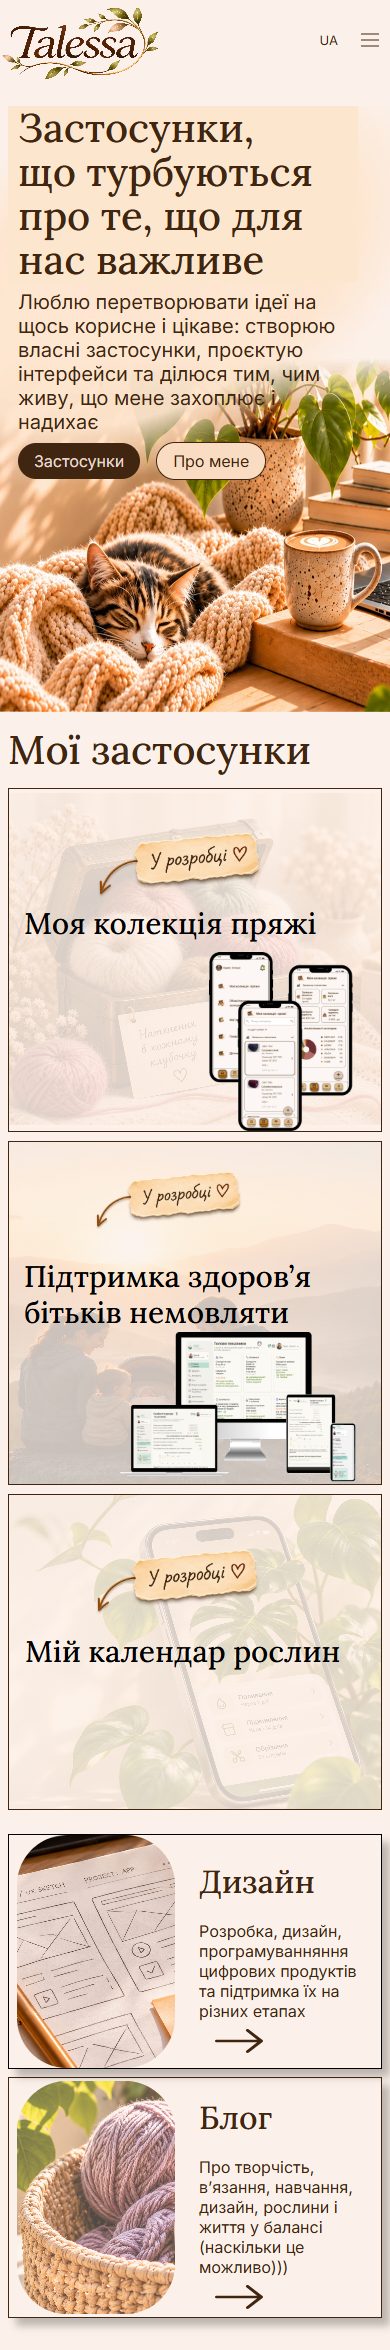 Talessa
UA
Застосунки,
що турбуються
про те, що для
нас важливе
Люблю перетворювати ідеї на
щось корисне і цікаве: створюю
власні застосунки, проєктую
інтерфейси та ділюся тим, чим
живу, що мене захоплює і
надихає
Застосунки
Про мене
Мої застосунки
У розробці
Моя колекція пряжі
Натхнення
в кожному
клубочку
У розробці
Підтримка здоров’я
бітьків немовляти
У розробці
Мій календар рослин
UX SKETCH
PROJECT: APP
Дизайн
Розробка, дизайн,
програмуванняння
цифрових продуктів
та підтримка їх на
різних етапах
Блог
Про творчість,
в’язання, навчання,
дизайн, рослини і
життя у балансі
(наскільки це
можливо)))